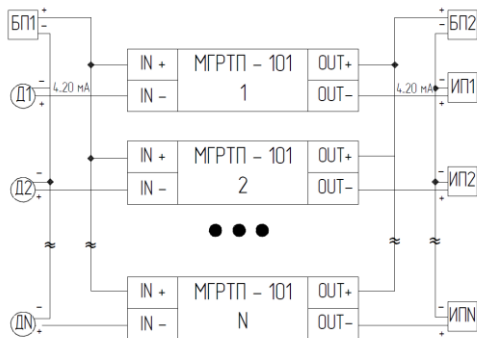 БП1 + - + - БП2
IN + МГРТП – 101 OUT+
Д1 - + 4..20 мА IN – 1 OUT– 4..20 мА - + ИП1
IN + МГРТП – 101 OUT+
Д2 - + IN – 2 OUT– - + ИП2
≈ ≈ ••• ≈ ≈
IN + МГРТП – 101 OUT+
ДN - + IN – N OUT– - + ИПN